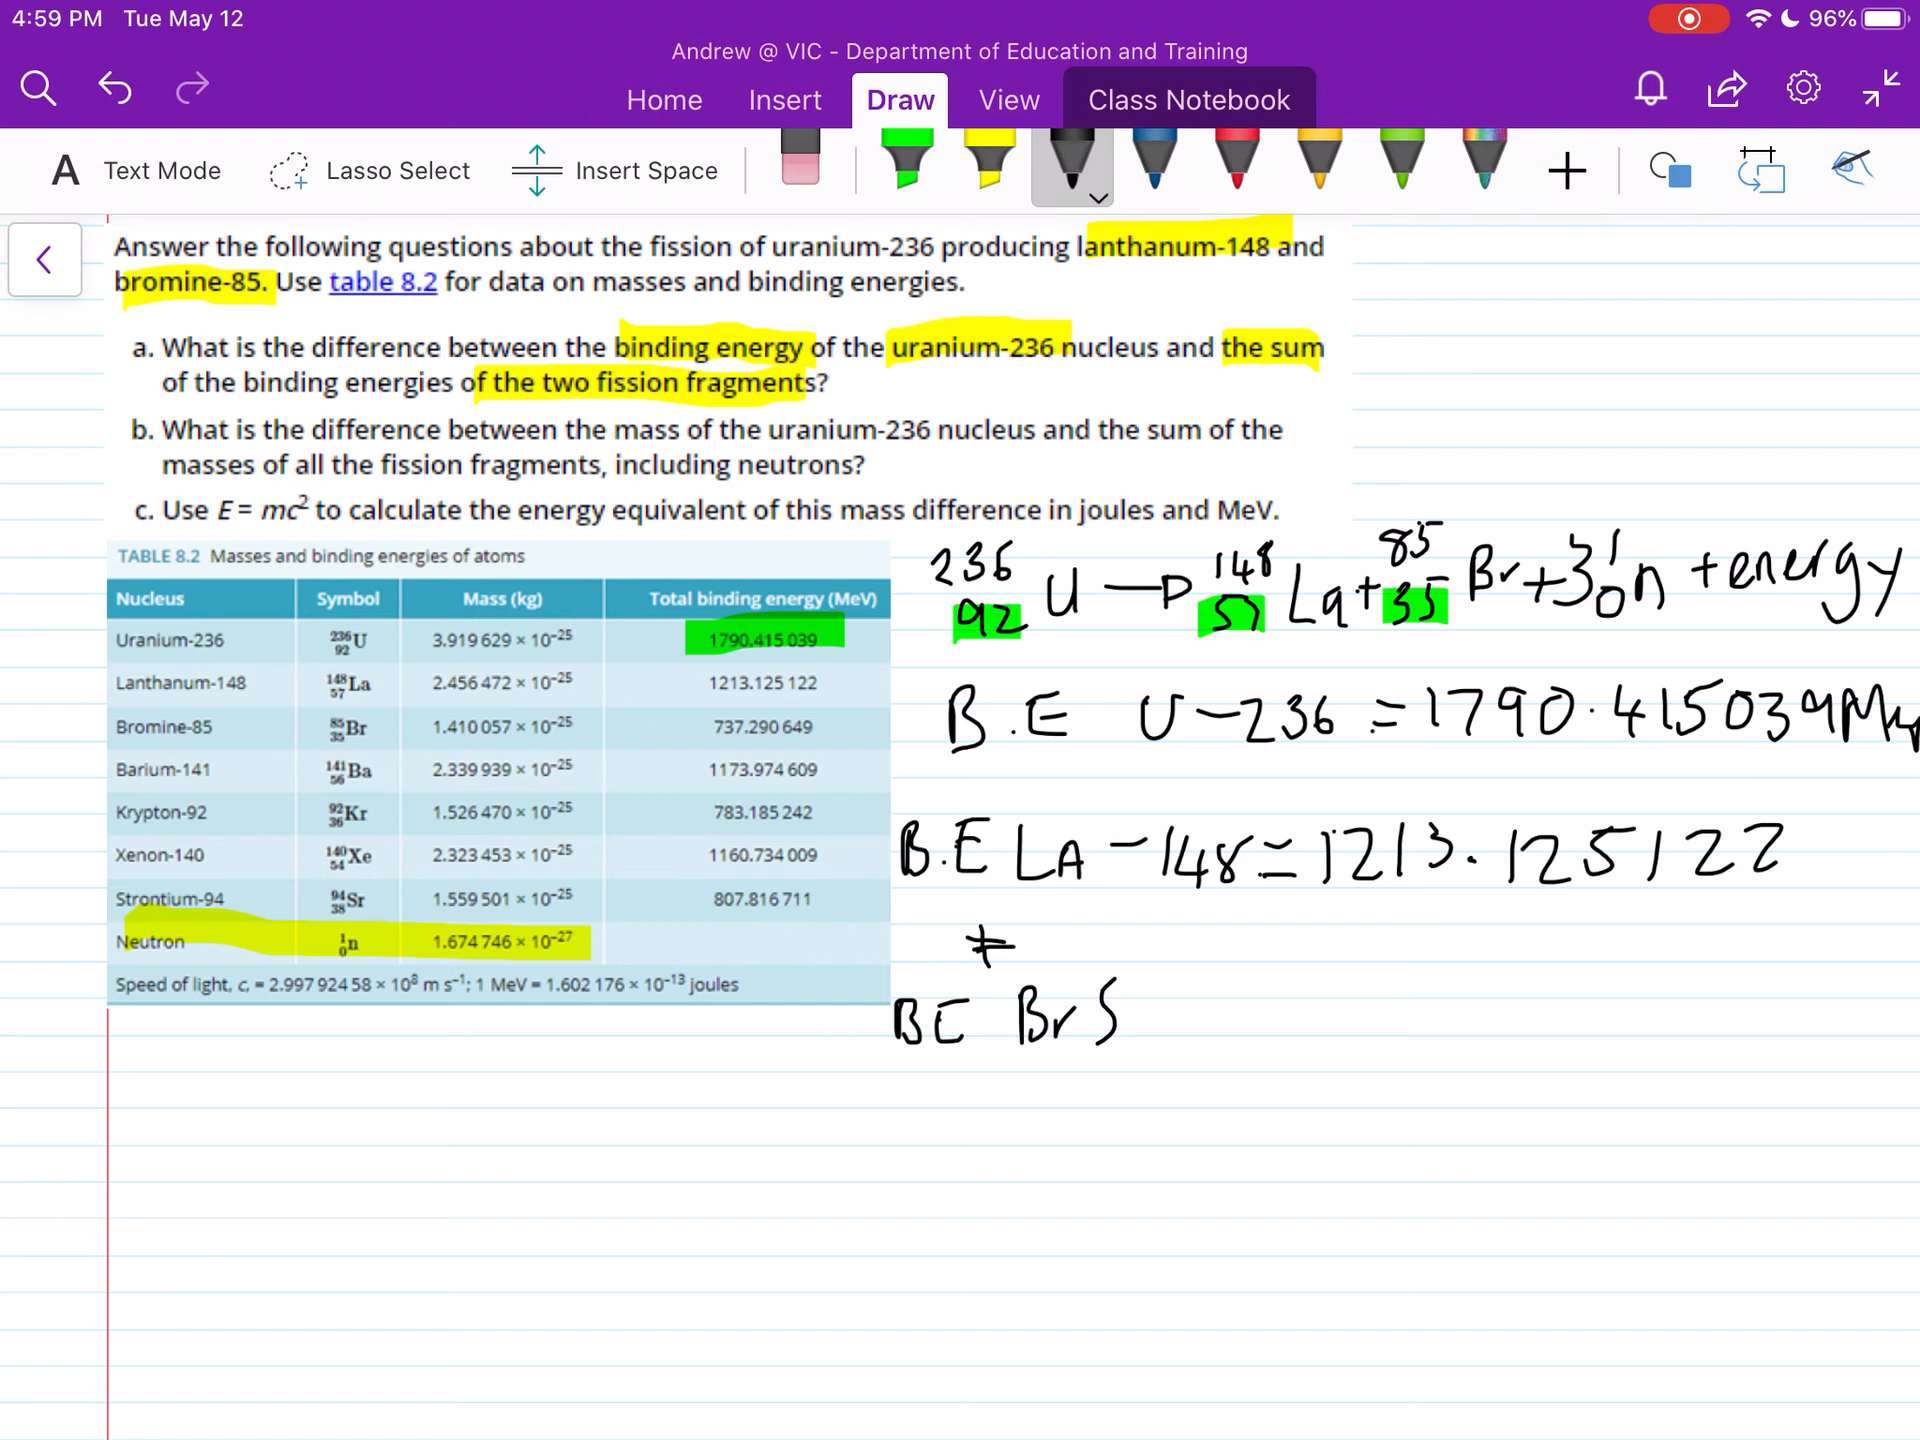 4:59 PM Tue May 12
96%
Andrew @ VIC - Department of Education and Training
Home Insert Draw View Class Notebook
A Text Mode Lasso Select Insert Space
Answer the following questions about the fission of uranium-236 producing lanthanum-148 and
bromine-85. Use table 8.2 for data on masses and binding energies.
a. What is the difference between the binding energy of the uranium-236 nucleus and the sum
of the binding energies of the two fission fragments?
b. What is the difference between the mass of the uranium-236 nucleus and the sum of the
masses of all the fission fragments, including neutrons?
c. Use E = mc² to calculate the energy equivalent of this mass difference in joules and MeV.
TABLE 8.2 Masses and binding energies of atoms
Nucleus Symbol Mass (kg) Total binding energy (MeV)
Uranium-236 ²³⁶₉₂U 3.919 629 × 10⁻²⁵ 1790.415 039
Lanthanum-148 ¹⁴⁸₅₇La 2.456 472 × 10⁻²⁵ 1213.125 122
Bromine-85 ⁸⁵₃₅Br 1.410 057 × 10⁻²⁵ 737.290 649
Barium-141 ¹⁴¹₅₆Ba 2.339 939 × 10⁻²⁵ 1173.974 609
Krypton-92 ⁹²₃₆Kr 1.526 470 × 10⁻²⁵ 783.185 242
Xenon-140 ¹⁴⁰₅₄Xe 2.323 453 × 10⁻²⁵ 1160.734 009
Strontium-94 ⁹⁴₃₈Sr 1.559 501 × 10⁻²⁵ 807.816 711
Neutron ¹₀n 1.674 746 × 10⁻²⁷
Speed of light, c, = 2.997 924 58 × 10⁸ m s⁻¹; 1 MeV = 1.602 176 × 10⁻¹³ joules
²³⁶₉₂U → ¹⁴⁸₅₇La + ⁸⁵₃₅Br + 3¹₀n + energy
B.E U-236 = 1790.415039
B.E LA-148 = 1213.125122
+
BE Br